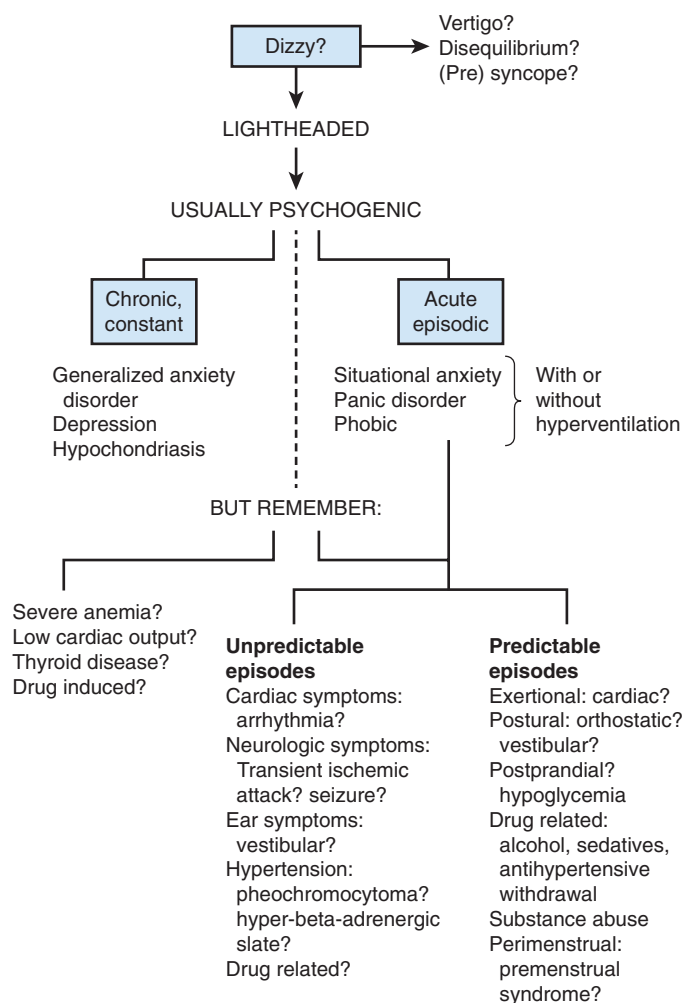 Dizzy?
Vertigo?
Disequilibrium?
(Pre) syncope?
LIGHTHEADED
USUALLY PSYCHOGENIC
Chronic,
constant
Acute
episodic
Generalized anxiety
disorder
Depression
Hypochondriasis
Situational anxiety
Panic disorder
Phobic
With or
without
hyperventilation
BUT REMEMBER:
Severe anemia?
Low cardiac output?
Thyroid disease?
Drug induced?
Unpredictable
episodes
Cardiac symptoms:
arrhythmia?
Neurologic symptoms:
Transient ischemic
attack? seizure?
Ear symptoms:
vestibular?
Hypertension:
pheochromocytoma?
hyper-beta-adrenergic
slate?
Drug related?
Predictable
episodes
Exertional: cardiac?
Postural: orthostatic?
vestibular?
Postprandial?
hypoglycemia
Drug related:
alcohol, sedatives,
antihypertensive
withdrawal
Substance abuse
Perimenstrual:
premenstrual
syndrome?